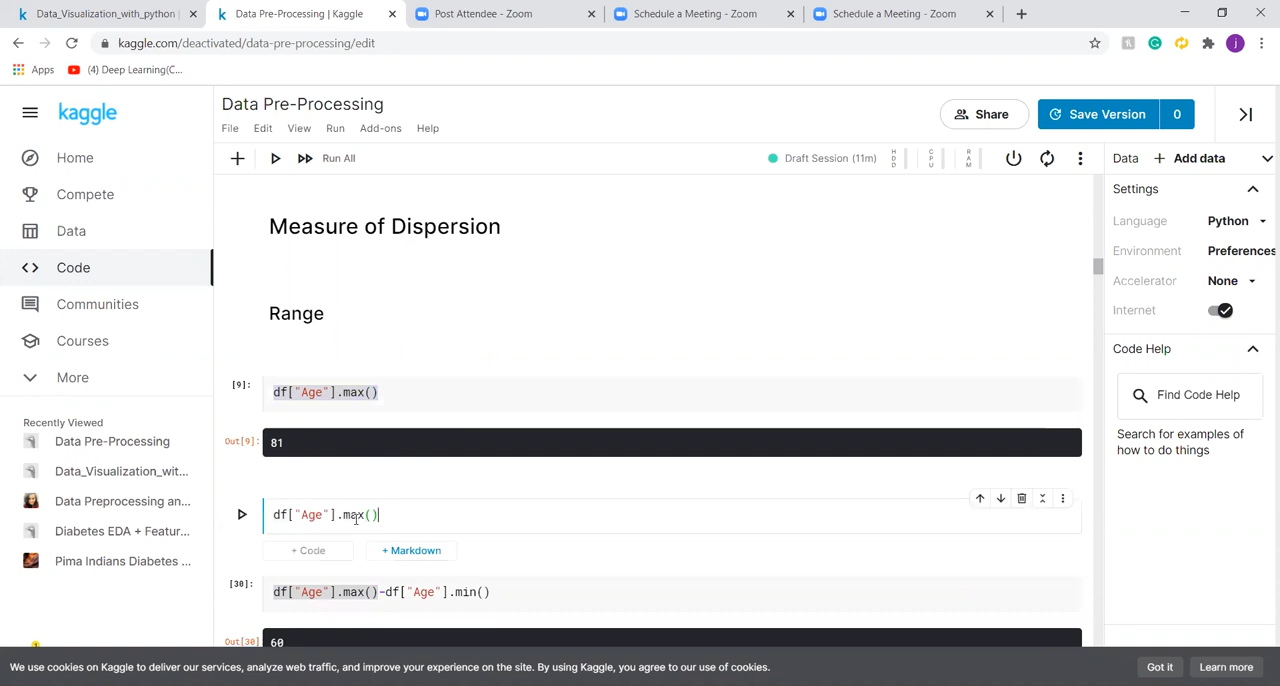 Data_Visualization_with_python |
Data Pre-Processing | Kaggle
Post Attendee - Zoom
Schedule a Meeting - Zoom
Schedule a Meeting - Zoom
kaggle.com/deactivated/data-pre-processing/edit
j
Apps
(4) Deep Learning(C...
kaggle
Data Pre-Processing
File Edit View Run Add-ons Help
Share
Save Version
0
Run All
Draft Session (11m)
HDD
CPU
RAM
Data
Add data
Home
Compete
Data
Code
Communities
Courses
More
Recently Viewed
Data Pre-Processing
Data_Visualization_wit...
Data Preprocessing an...
Diabetes EDA + Featur...
Pima Indians Diabetes ...
Measure of Dispersion
Range
[9]:
df["Age"].max()
Out[9]:
81
df["Age"].max()
+ Code
+ Markdown
[30]:
df["Age"].max()-df["Age"].min()
Out[30]:
60
Settings
Language
Python
Environment
Preferences
Accelerator
None
Internet
Code Help
Find Code Help
Search for examples of
how to do things
We use cookies on Kaggle to deliver our services, analyze web traffic, and improve your experience on the site. By using Kaggle, you agree to our use of cookies.
Got it
Learn more